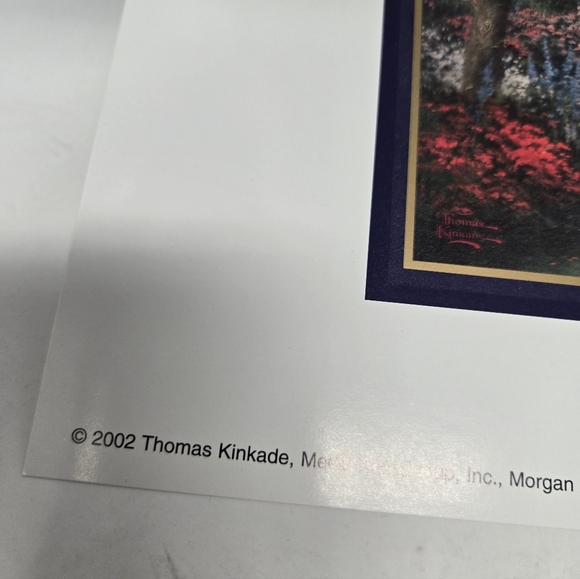 Thomas
Kinkade
© 2002 Thomas Kinkade, Inc., Morgan